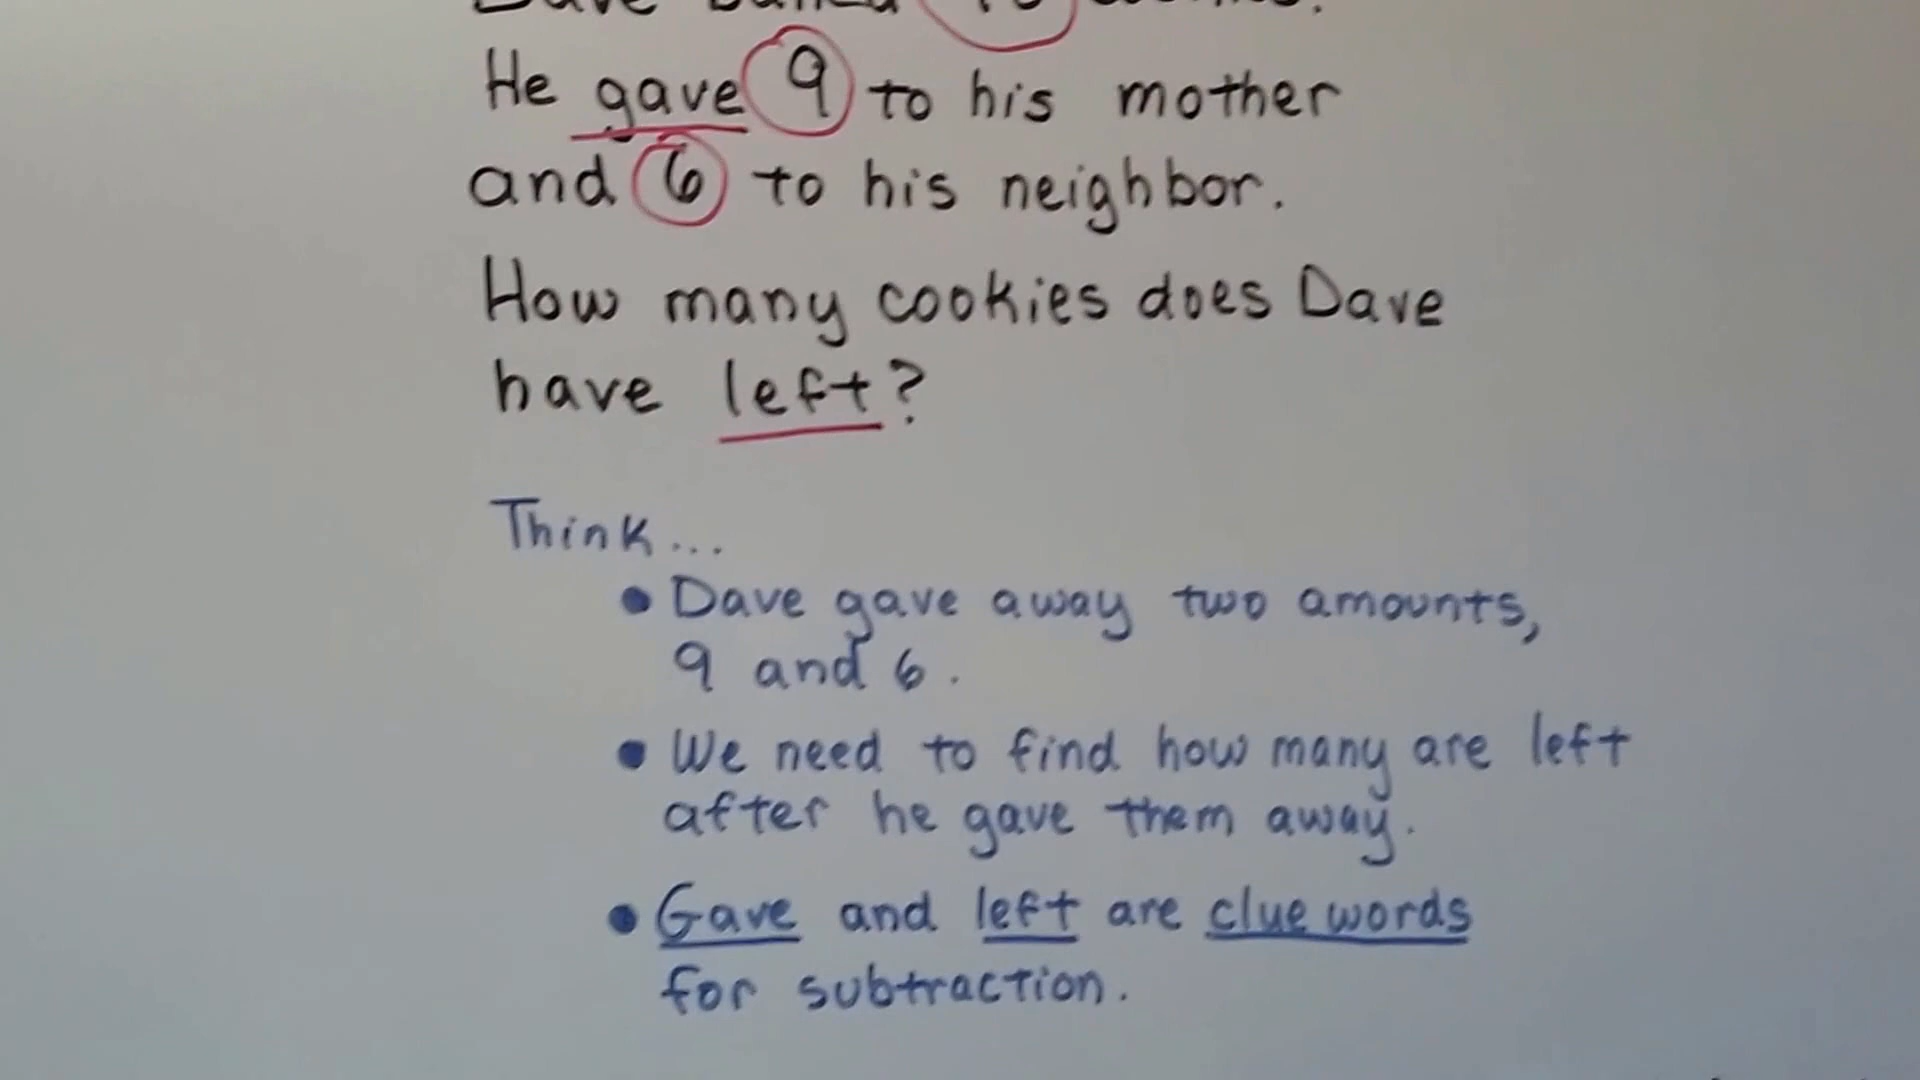 Dave
He gave 9 to his mother
and 6 to his neighbor.
How many cookies does Dave
have left?
Think...
• Dave gave away two amounts,
9 and 6.
• We need to find how many are left
after he gave them away.
• Gave and left are clue words
for subtraction.